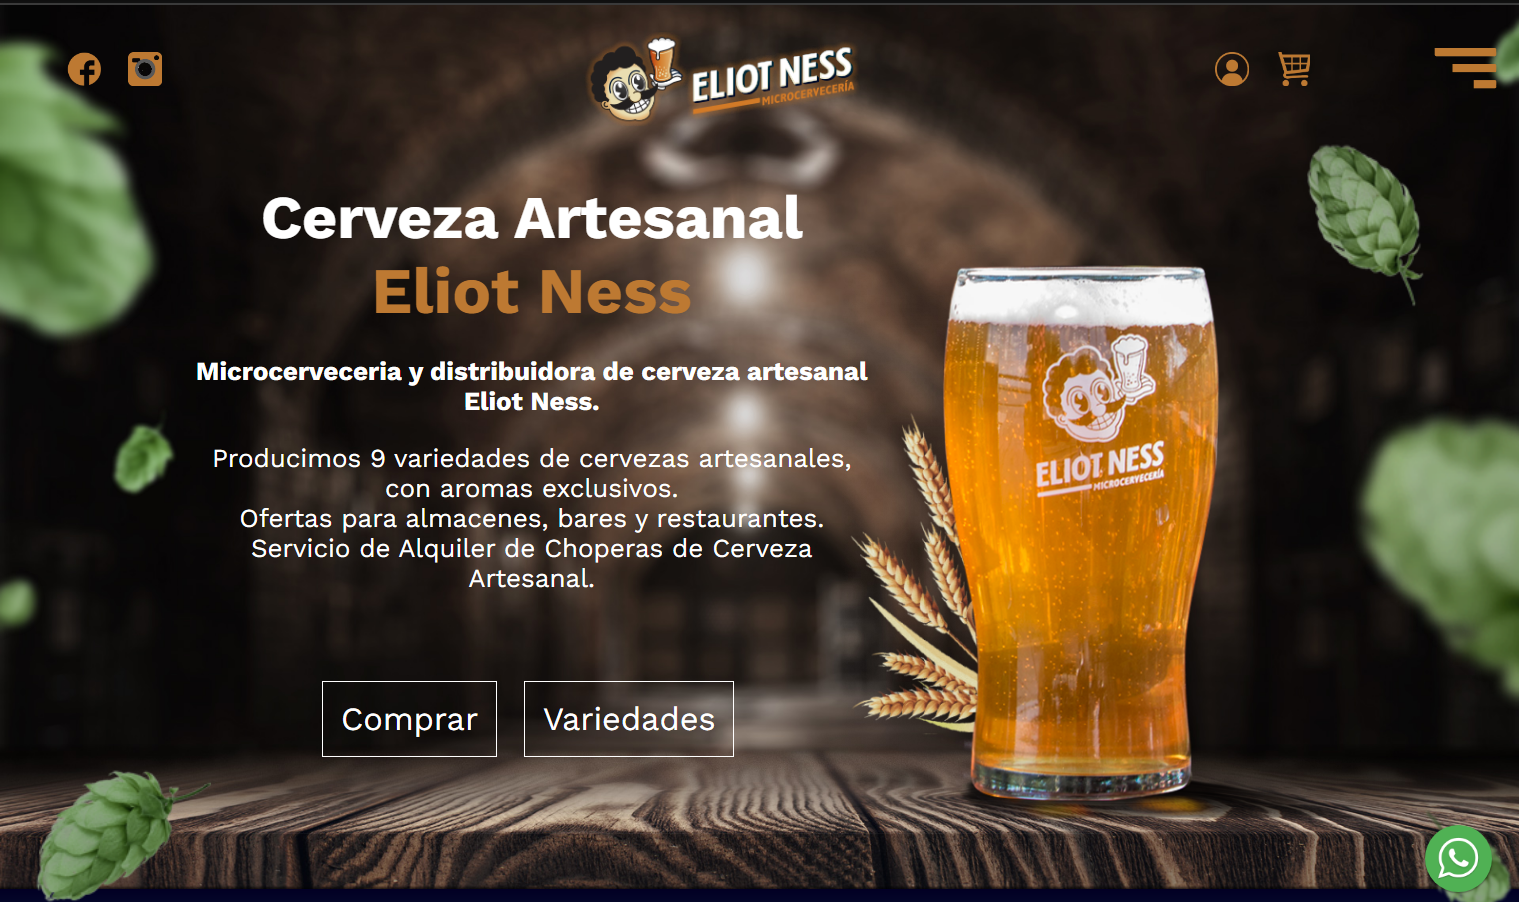 ELIOT NESS
MICROCERVECERÍA
Cerveza Artesanal
Eliot Ness
Microcerveceria y distribuidora de cerveza artesanal
Eliot Ness.
Producimos 9 variedades de cervezas artesanales,
con aromas exclusivos.
Ofertas para almacenes, bares y restaurantes.
Servicio de Alquiler de Choperas de Cerveza
Artesanal.
Comprar
Variedades
ELIOT NESS
MICROCERVECERÍA